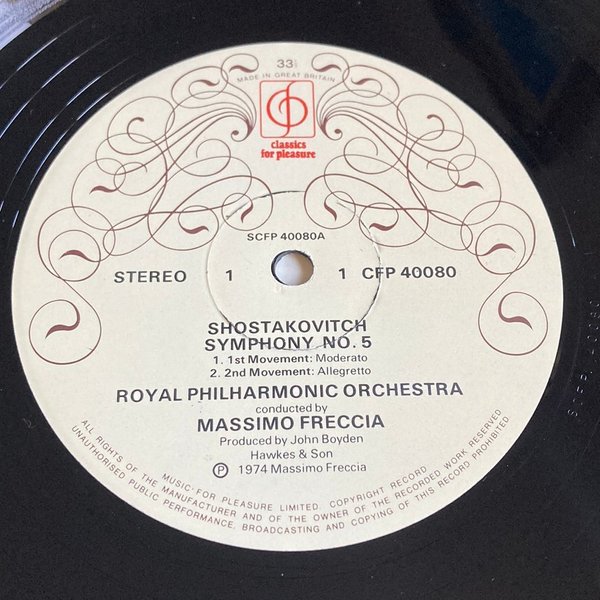 33⅓
MADE IN GREAT BRITAIN
classics
for pleasure
SCFP 40080A
STEREO 1 1 CFP 40080
SHOSTAKOVITCH
SYMPHONY NO. 5
1. 1st Movement: Moderato
2. 2nd Movement: Allegretto
ROYAL PHILHARMONIC ORCHESTRA
conducted by
MASSIMO FRECCIA
Produced by John Boyden
Hawkes & Son
Ⓟ 1974 Massimo Freccia
MUSIC FOR PLEASURE LIMITED. COPYRIGHT RECORD
ALL RIGHTS OF THE MANUFACTURER AND OF THE OWNER OF THE RECORDED WORK RESERVED
UNAUTHORISED PUBLIC PERFORMANCE, BROADCASTING AND COPYING OF THIS RECORD PROHIBITED